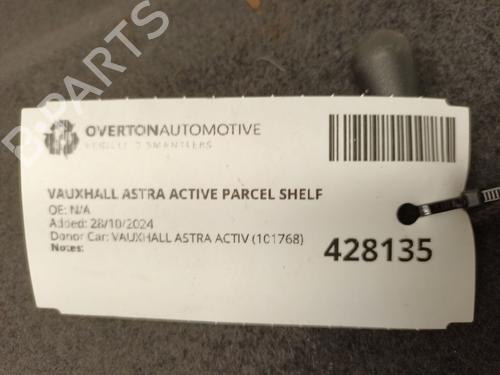 B-PARTS
OVERTONAUTOMOTIVE
VEHICLE DISMANTLERS
VAUXHALL ASTRA ACTIVE PARCEL SHELF
OE: N/A
Added: 28/10/2024
Donor Car: VAUXHALL ASTRA ACTIV (101768)
Notes:
428135